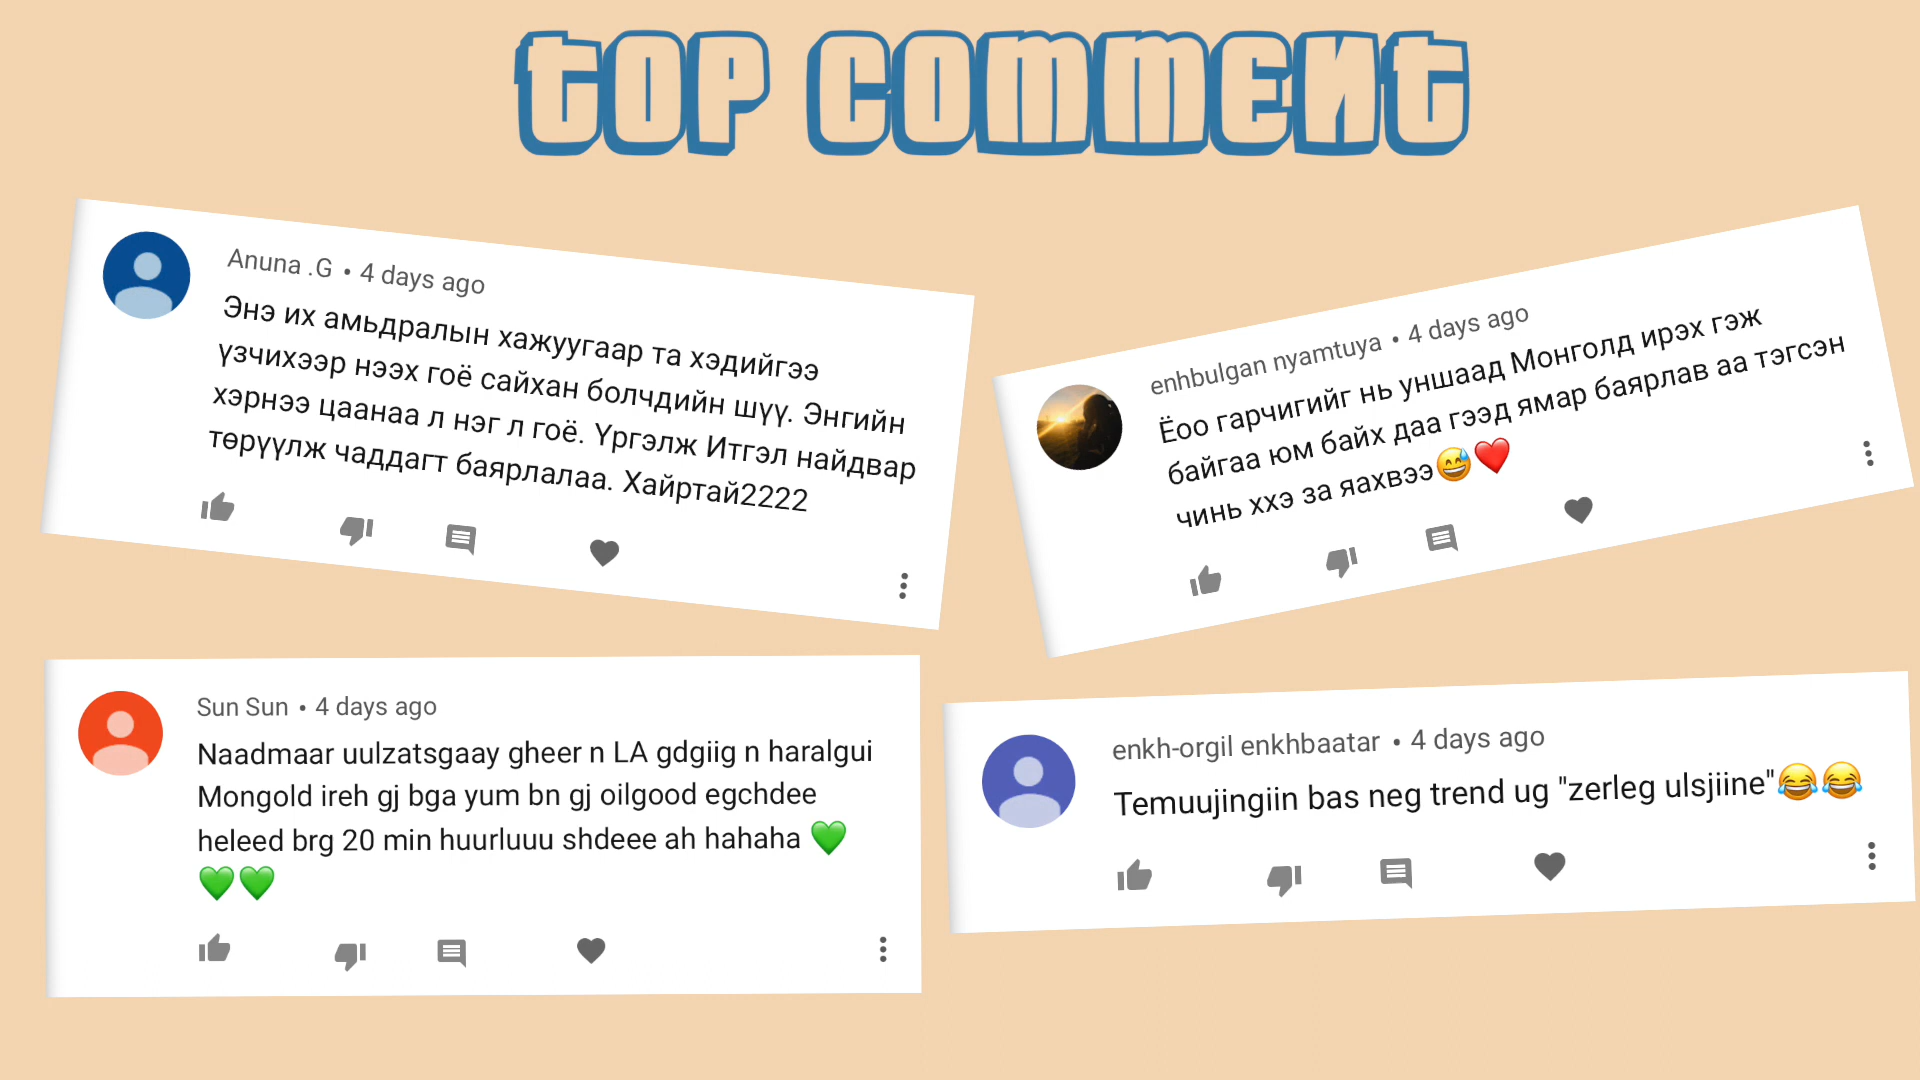 TOP COMMENT
Anuna .G • 4 days ago
Энэ их амьдралын хажуугаар та хэдийгээ
үзчихээр нээх гоё сайхан болчдийн шүү. Энгийн
хэрнээ цаанаа л нэг л гоё. Үргэлж Итгэл найдвар
төрүүлж чаддагт баярлалаа. Хайртай2222
enhbulgan nyamtuya • 4 days ago
Ёоо гарчигийг нь уншаад Монголд ирэх гэж
байгаа юм байх даа гээд ямар баярлав аа тэгсэн
чинь ххэ за яахвээ😅❤️
Sun Sun • 4 days ago
Naadmaar uulzatsgaay gheer n LA gdgiig n haralgui
Mongold ireh gj bga yum bn gj oilgood egchdee
heleed brg 20 min huurluuu shdeee ah hahaha 💚
💚💚
enkh-orgil enkhbaatar • 4 days ago
Temuujingiin bas neg trend ug "zerleg ulsjiine"😂😂